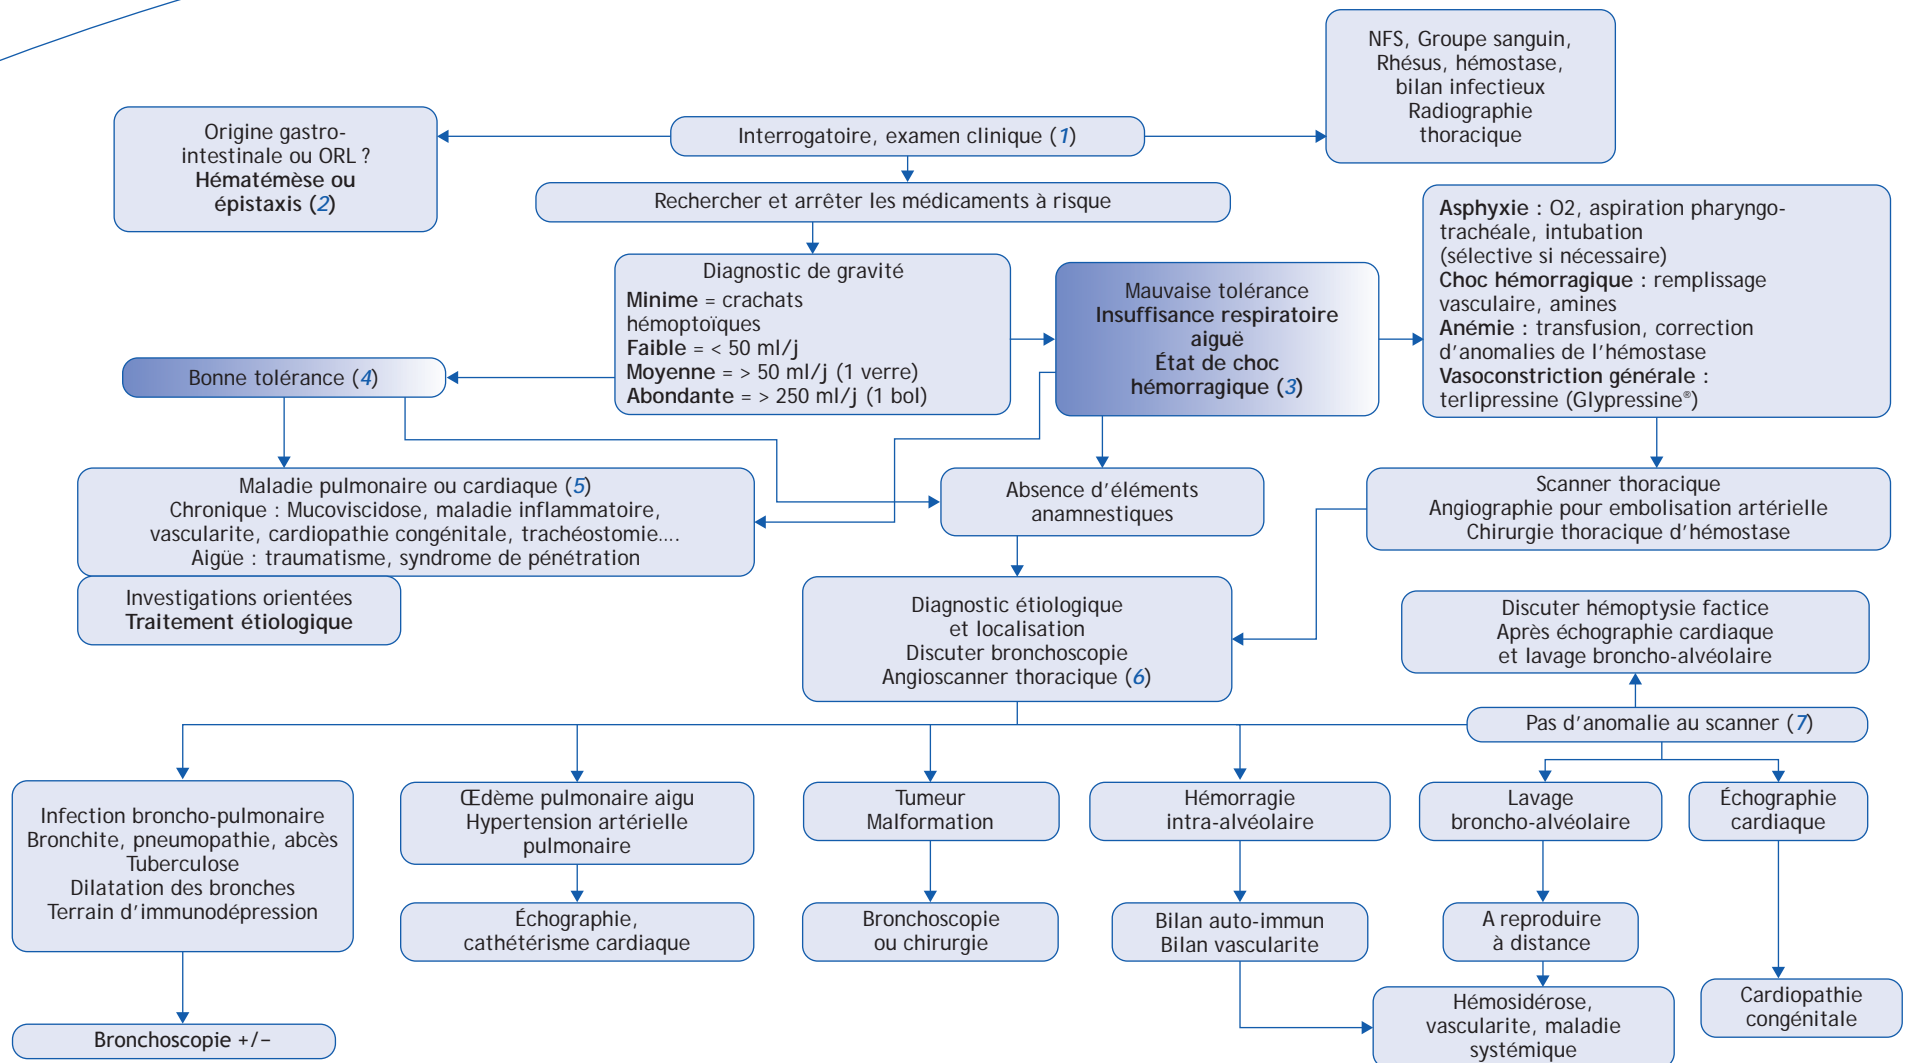 NFS, Groupe sanguin,
Rhésus, hémostase,
bilan infectieux
Radiographie
thoracique
Origine gastro-
intestinale ou ORL ?
Hématémèse ou
épistaxis (2)
Interrogatoire, examen clinique (1)
Rechercher et arrêter les médicaments à risque
Diagnostic de gravité
Minime = crachats
hémoptoïques
Faible = < 50 ml/j
Moyenne = > 50 ml/j (1 verre)
Abondante = > 250 ml/j (1 bol)
Mauvaise tolérance
Insuffisance respiratoire
aiguë
État de choc
hémorragique (3)
Asphyxie : O2, aspiration pharyngo-
trachéale, intubation
(sélective si nécessaire)
Choc hémorragique : remplissage
vasculaire, amines
Anémie : transfusion, correction
d'anomalies de l'hémostase
Vasoconstriction générale :
terlipressine (Glypressine®)
Bonne tolérance (4)
Maladie pulmonaire ou cardiaque (5)
Chronique : Mucoviscidose, maladie inflammatoire,
vascularite, cardiopathie congénitale, trachéostomie....
Aigüe : traumatisme, syndrome de pénétration
Investigations orientées
Traitement étiologique
Absence d'éléments
anamnestiques
Scanner thoracique
Angiographie pour embolisation artérielle
Chirurgie thoracique d'hémostase
Diagnostic étiologique
et localisation
Discuter bronchoscopie
Angioscanner thoracique (6)
Discuter hémoptysie factice
Après échographie cardiaque
et lavage broncho-alvéolaire
Pas d'anomalie au scanner (7)
Infection broncho-pulmonaire
Bronchite, pneumopathie, abcès
Tuberculose
Dilatation des bronches
Terrain d'immunodépression
Œdème pulmonaire aigu
Hypertension artérielle
pulmonaire
Tumeur
Malformation
Hémorragie
intra-alvéolaire
Lavage
broncho-alvéolaire
Échographie
cardiaque
Échographie,
cathétérisme cardiaque
Bronchoscopie
ou chirurgie
Bilan auto-immun
Bilan vascularite
A reproduire
à distance
Bronchoscopie +/−
Hémosidérose,
vascularite, maladie
systémique
Cardiopathie
congénitale